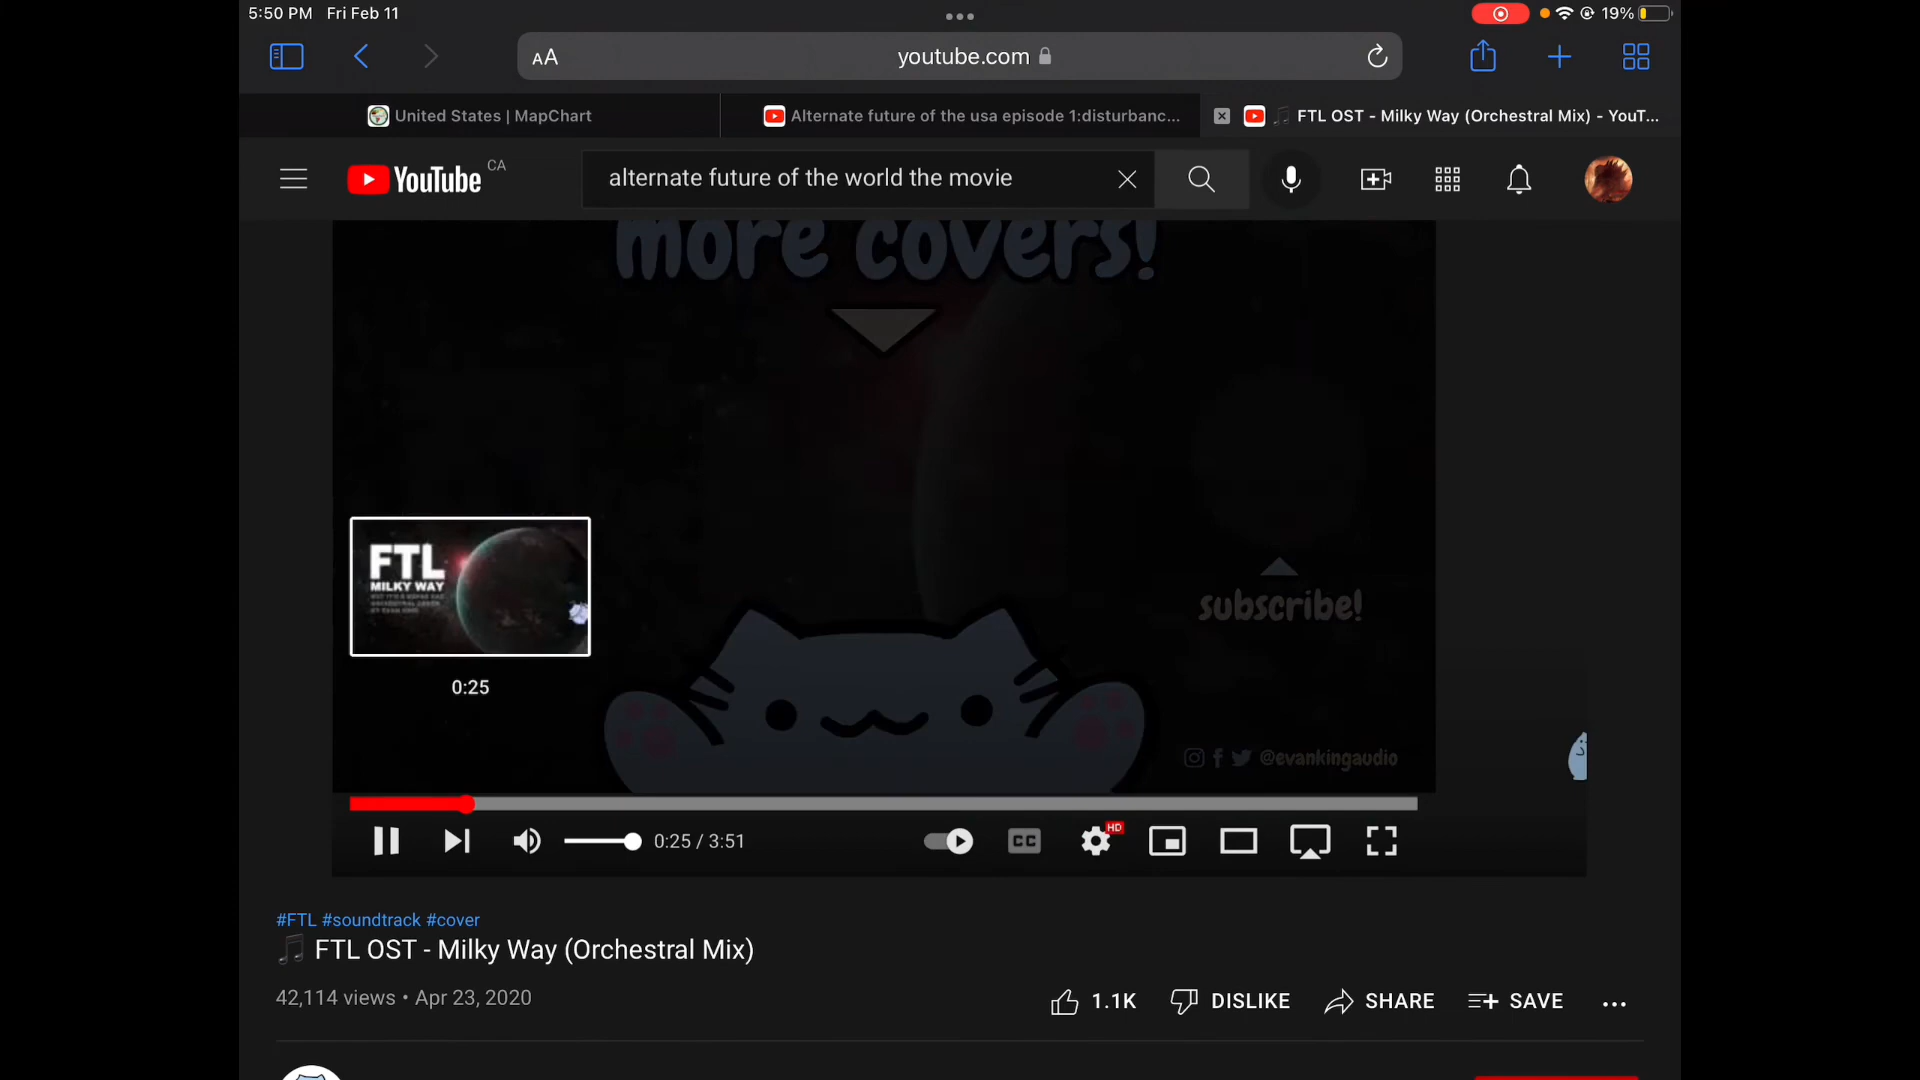 5:50 PM Fri Feb 11
19%
AA
youtube.com
United States | MapChart
Alternate future of the usa episode 1:disturbanc...
FTL OST - Milky Way (Orchestral Mix) - YouT...
YouTube CA
alternate future of the world the movie
more covers!
FTL
MILKY WAY
0:25
subscribe!
@evankingaudio
0:25 / 3:51
CC
HD
#FTL #soundtrack #cover
FTL OST - Milky Way (Orchestral Mix)
42,114 views • Apr 23, 2020
1.1K
DISLIKE
SHARE
SAVE